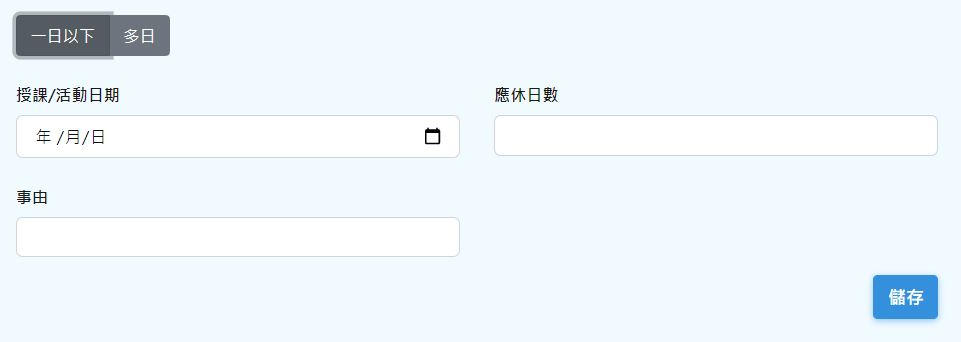 一日以下 多日
授課/活動日期 應休日數
年 /月/日
事由
儲存